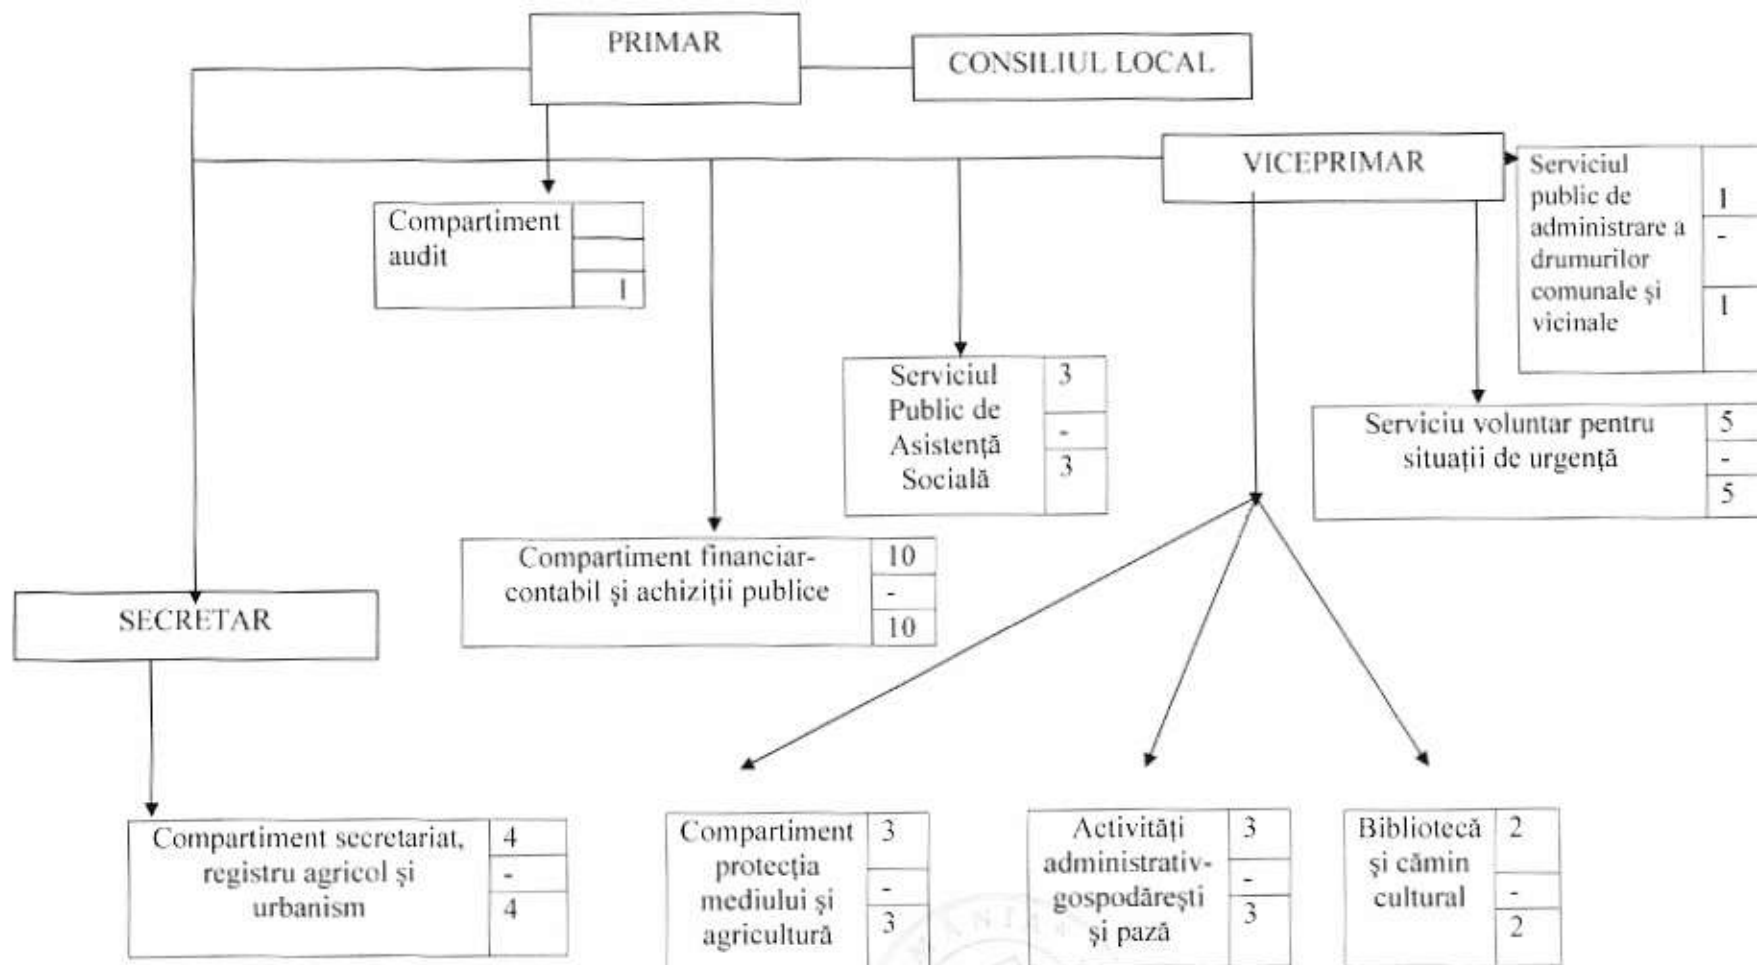 PRIMAR
CONSILIUL LOCAL
VICEPRIMAR
Serviciul
public de
administrare a
drumurilor
comunale şi
vicinale
1
-
1
Compartiment
audit
1
Serviciul
Public de
Asistenţă
Socială
3
-
3
Serviciu voluntar pentru
situaţii de urgenţă
5
-
5
Compartiment financiar-
contabil şi achiziţii publice
10
-
10
SECRETAR
Compartiment secretariat,
registru agricol şi
urbanism
4
-
4
Compartiment
protecţia
mediului şi
agricultură
3
-
3
Activităţi
administrativ-
gospodăreşti
şi pază
3
-
3
Bibliotecă
şi cămin
cultural
2
-
2